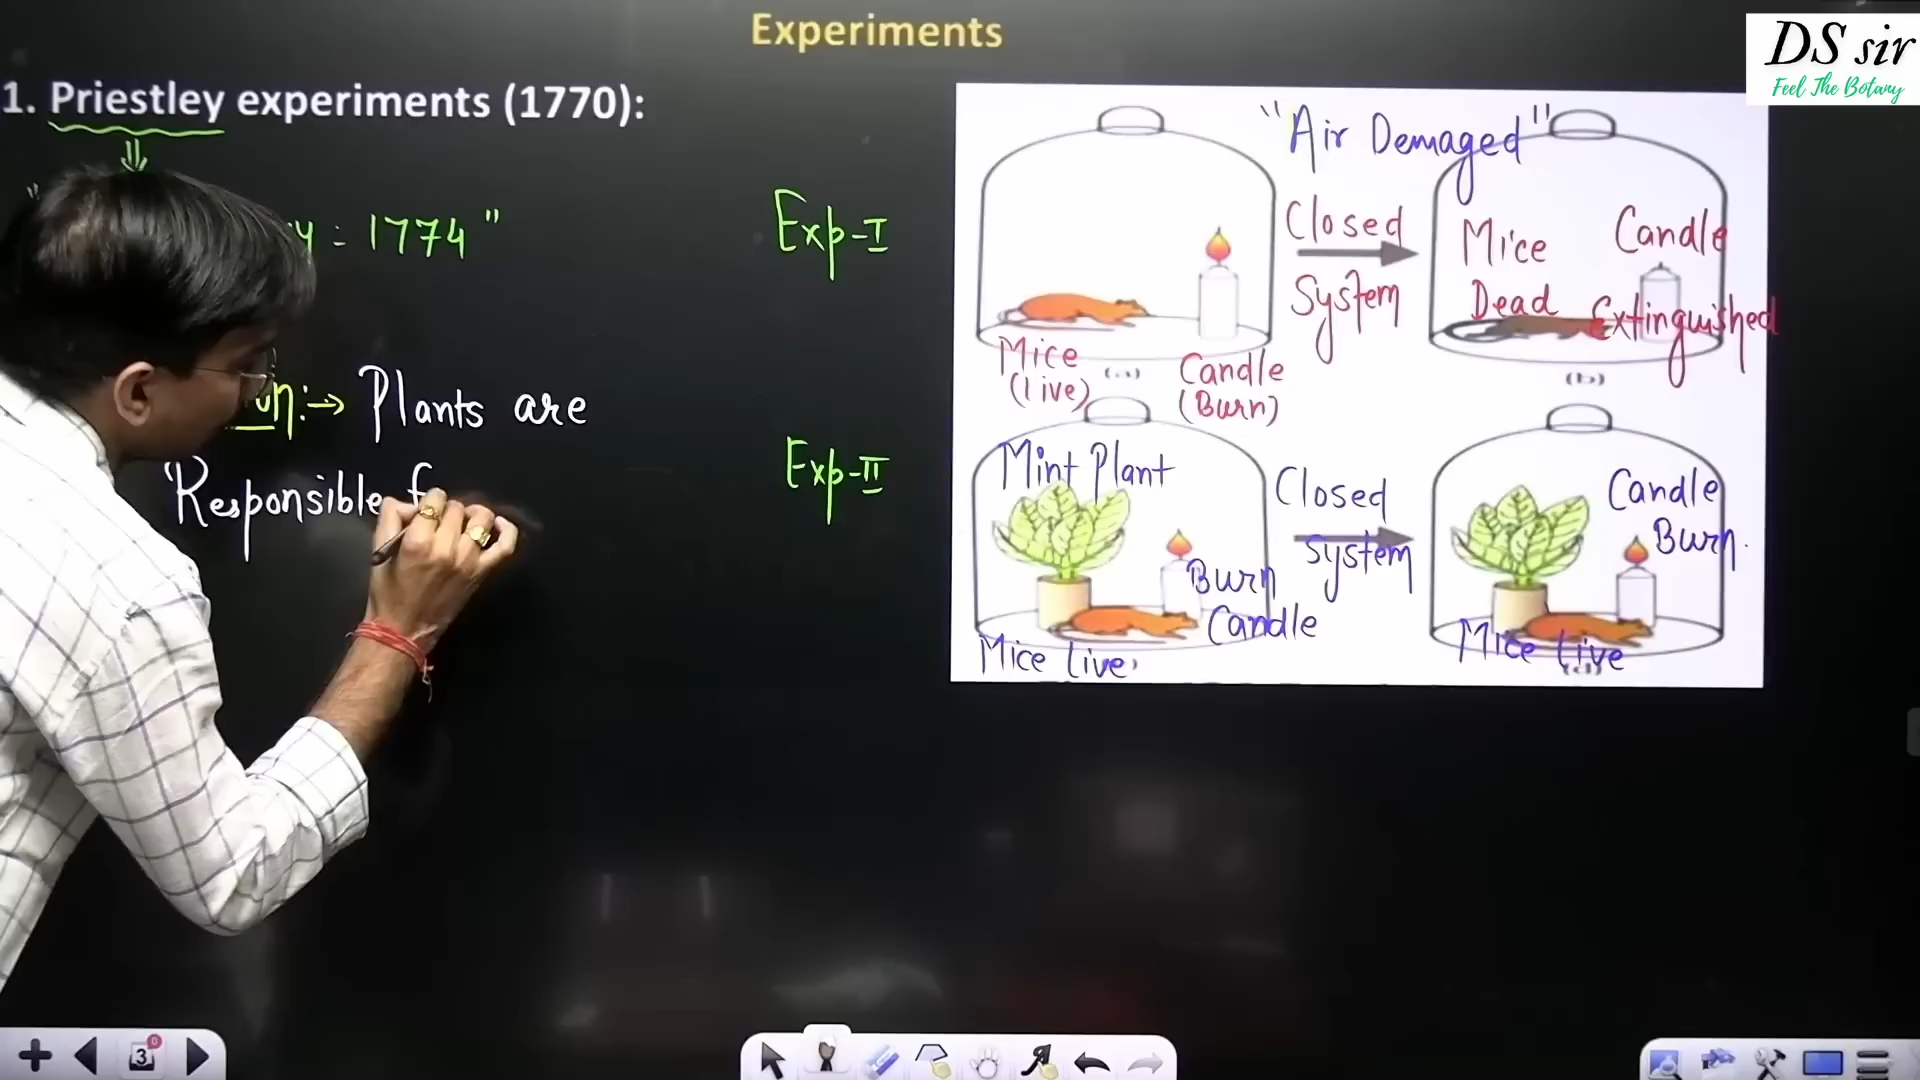 Experiments
DS sir
Feel The Botany
1. Priestley experiments (1770):
= 1774 "
Plants are
Responsible
Exp-I
Exp-II
"Air Demaged"
Closed
System
Mice
(Live)
(a)
Candle
(Burn)
Mice
Dead
Candle
Extinguished
(b)
Mint Plant
Burn
Candle
Mice Live
Closed
System
Candle
Burn.
Mice Live
(d)
3
0